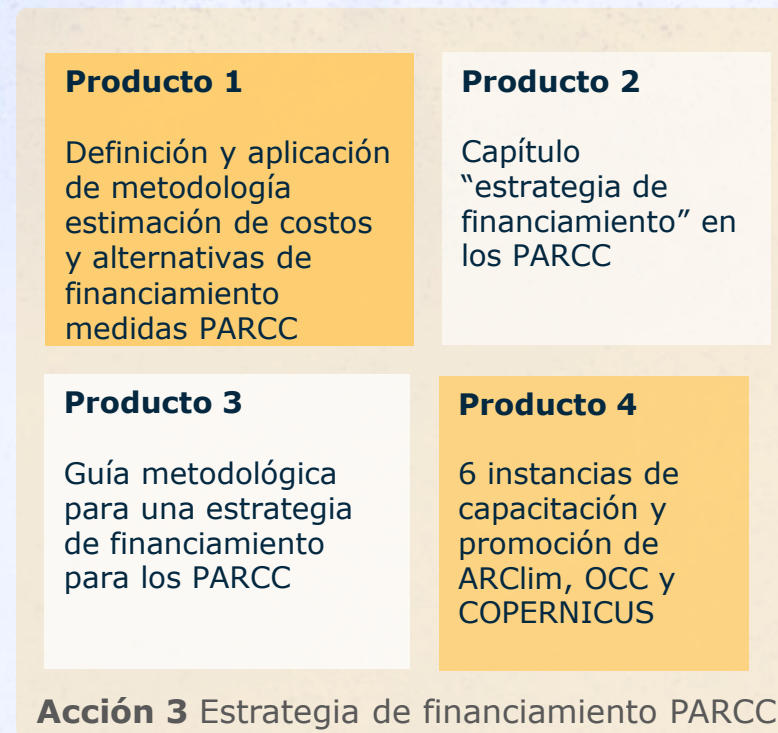 Producto 1
Definición y aplicación
de metodología
estimación de costos
y alternativas de
financiamiento
medidas PARCC
Producto 2
Capítulo
“estrategia de
financiamiento” en
los PARCC
Producto 3
Guía metodológica
para una estrategia
de financiamiento
para los PARCC
Producto 4
6 instancias de
capacitación y
promoción de
ARClim, OCC y
COPERNICUS
Acción 3 Estrategia de financiamiento PARCC